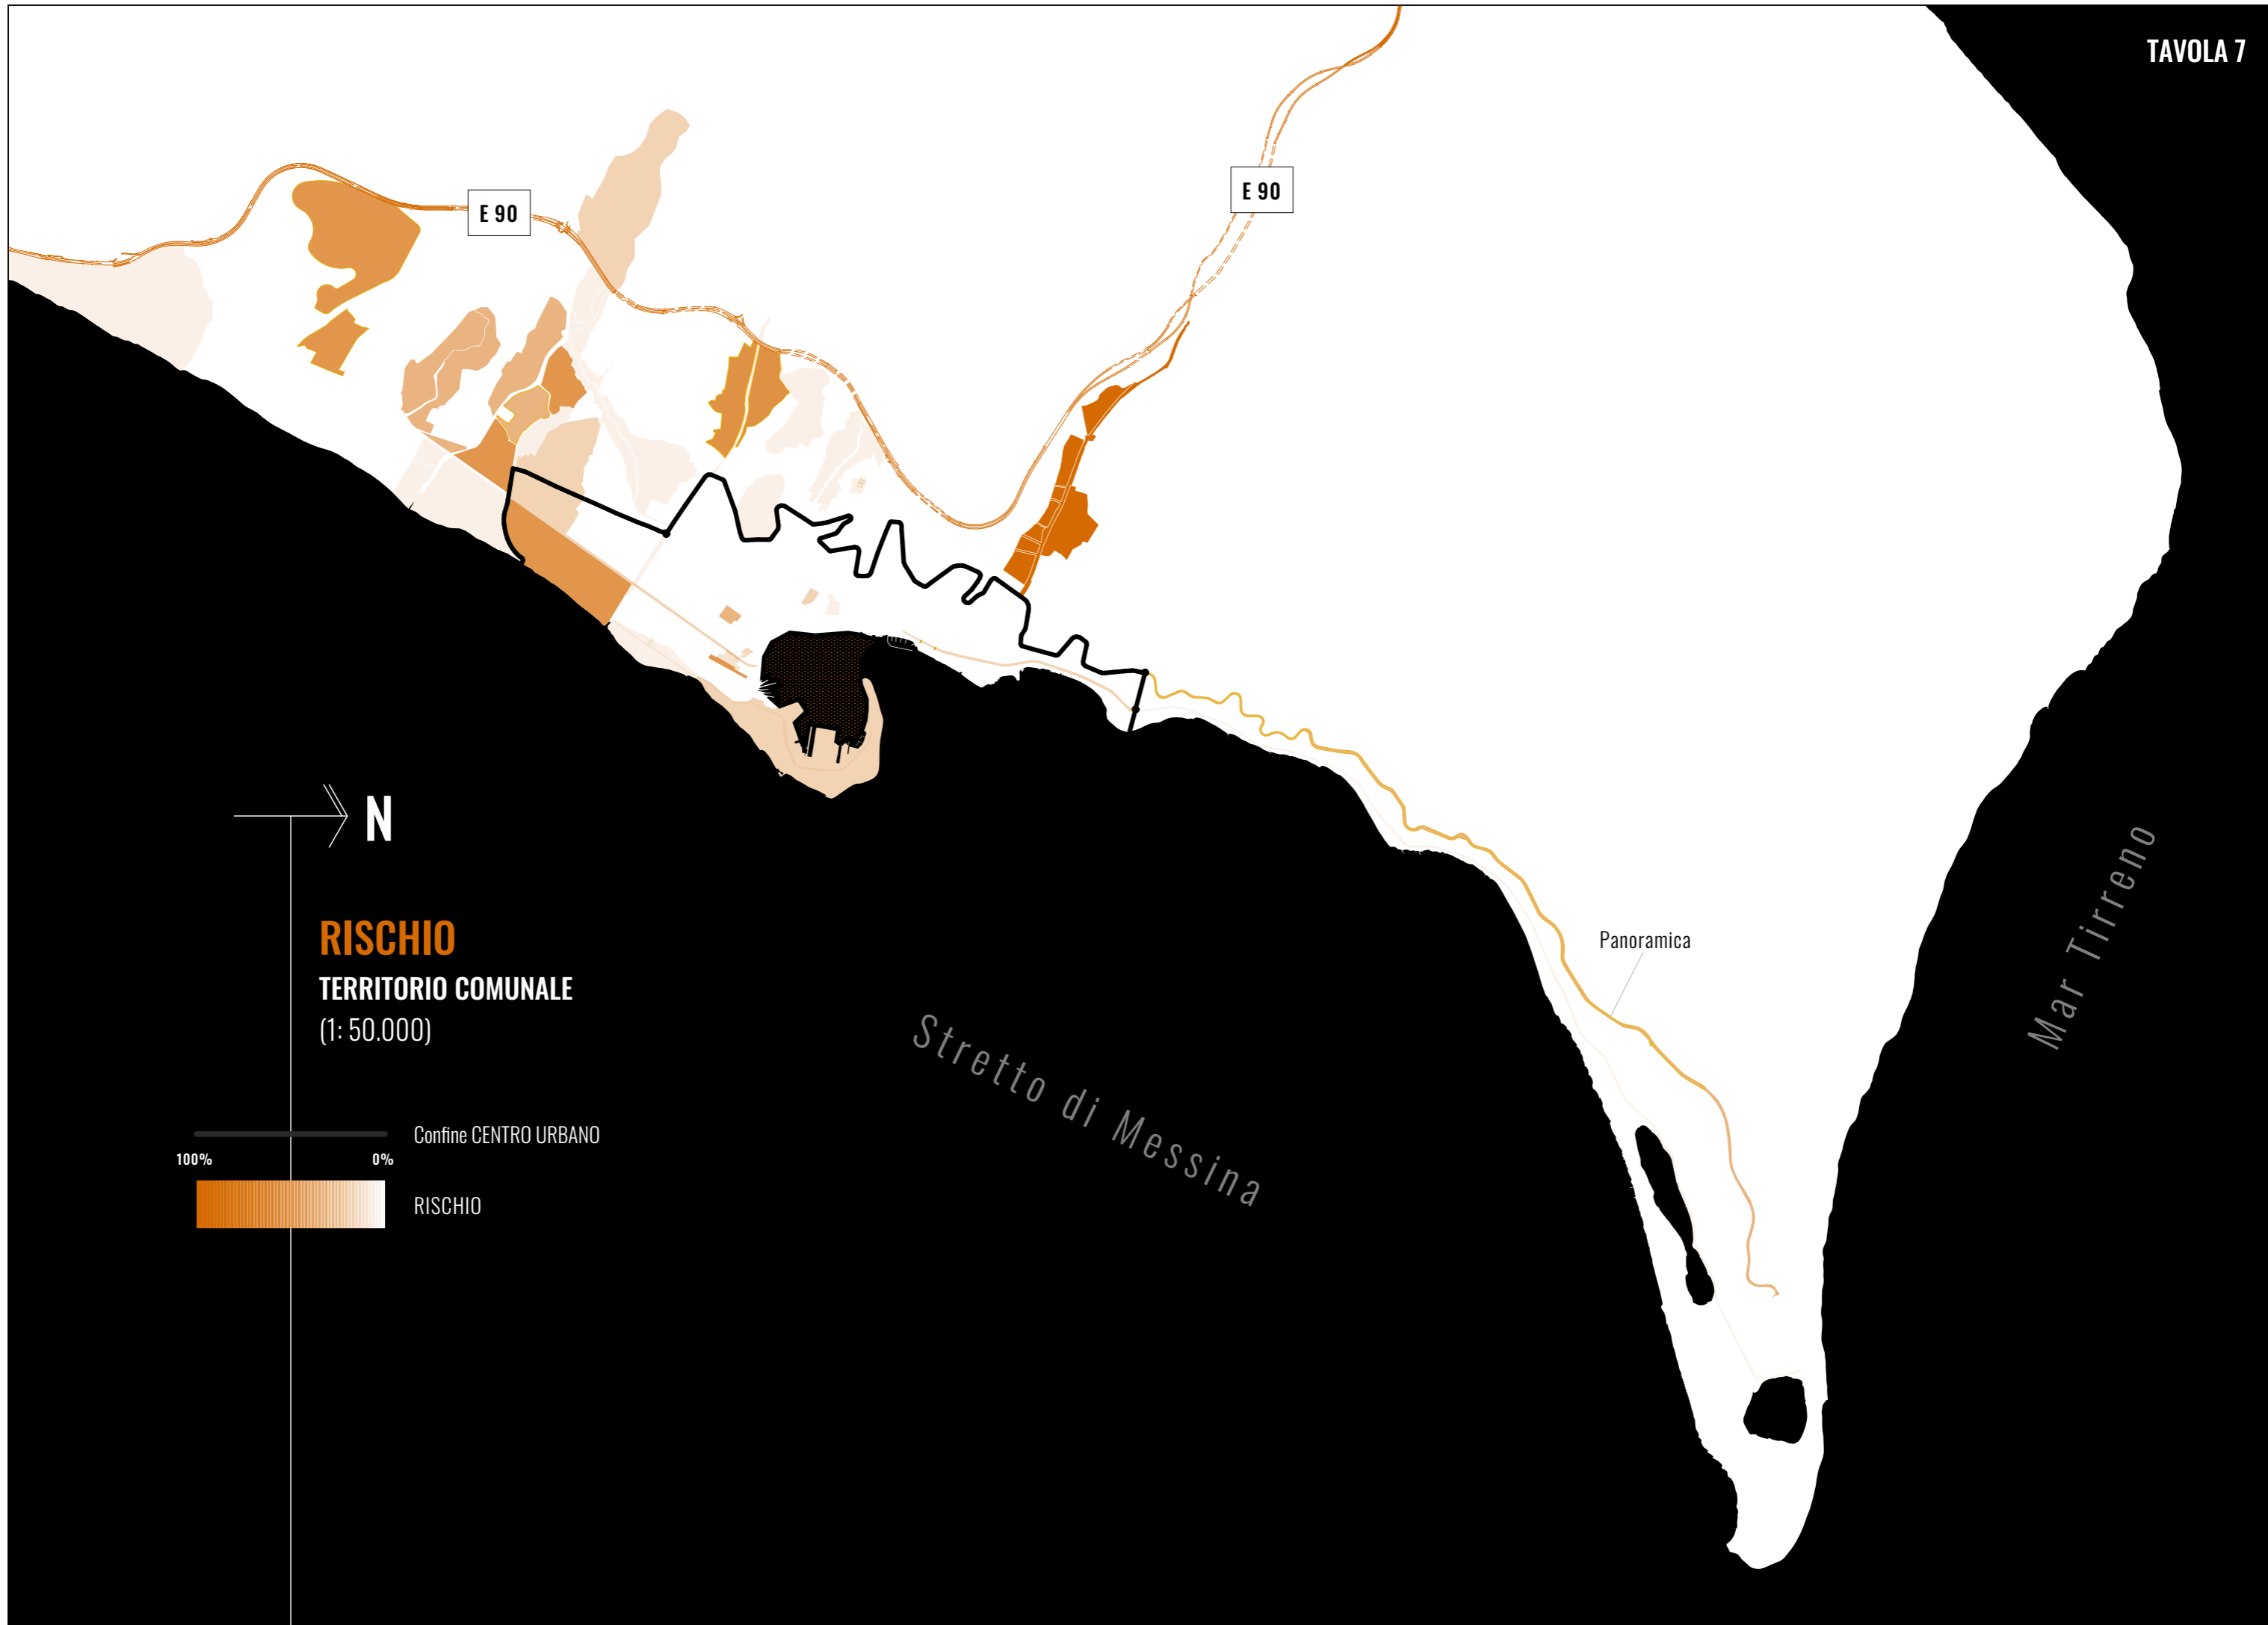 TAVOLA 7
E 90
E 90
N
RISCHIO
TERRITORIO COMUNALE
(1: 50.000)
Confine CENTRO URBANO
100%
0%
RISCHIO
Stretto di Messina
Mar Tirreno
Panoramica